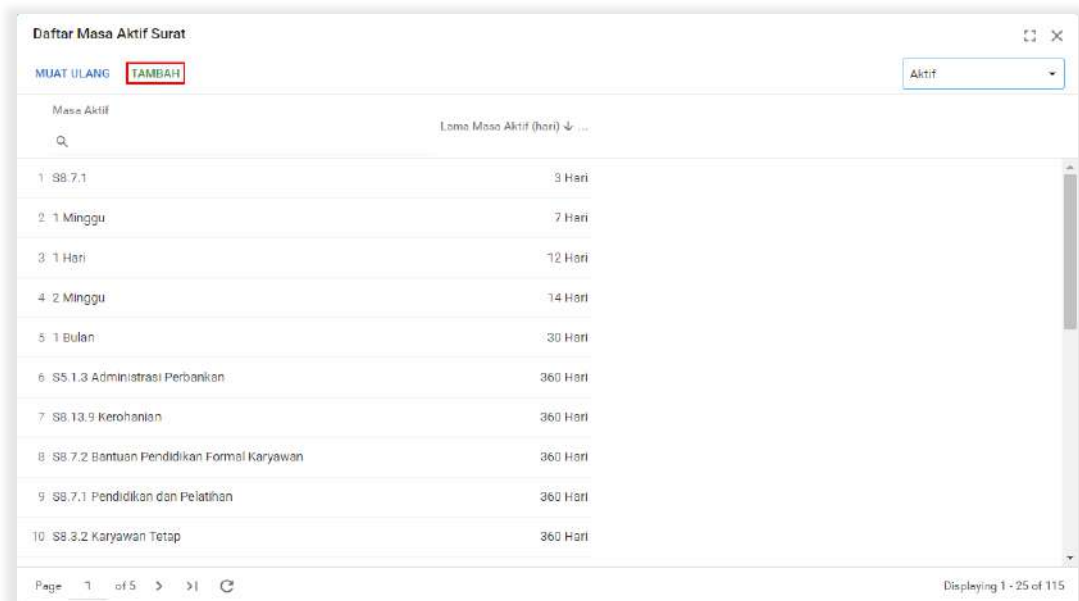 Daftar Masa Aktif Surat
MUAT ULANG TAMBAH Aktif
Masa Aktif
Lama Masa Aktif (hari) ↓ ...
1 S8.7.1 3 Hari
2 1 Minggu 7 Hari
3 1 Hari 12 Hari
4 2 Minggu 14 Hari
5 1 Bulan 30 Hari
6 S5.1.3 Administrasi Perbankan 360 Hari
7 S8.13.9 Kerohanian 360 Hari
8 S8.7.2 Bantuan Pendidikan Formal Karyawan 360 Hari
9 S8.7.1 Pendidikan dan Pelatihan 360 Hari
10 S8.3.2 Karyawan Tetap 360 Hari
Page 1 of 5 Displaying 1 - 25 of 115